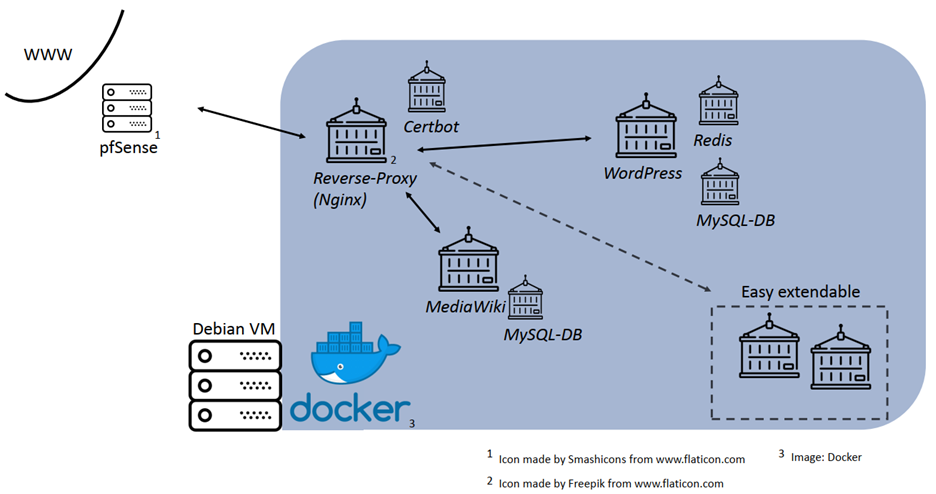 WWW
pfSense
1
Certbot
2
Reverse-Proxy
(Nginx)
Redis
WordPress
MySQL-DB
MediaWiki
MySQL-DB
Easy extendable
Debian VM
docker
3
1 Icon made by Smashicons from www.flaticon.com
3 Image: Docker
2 Icon made by Freepik from www.flaticon.com